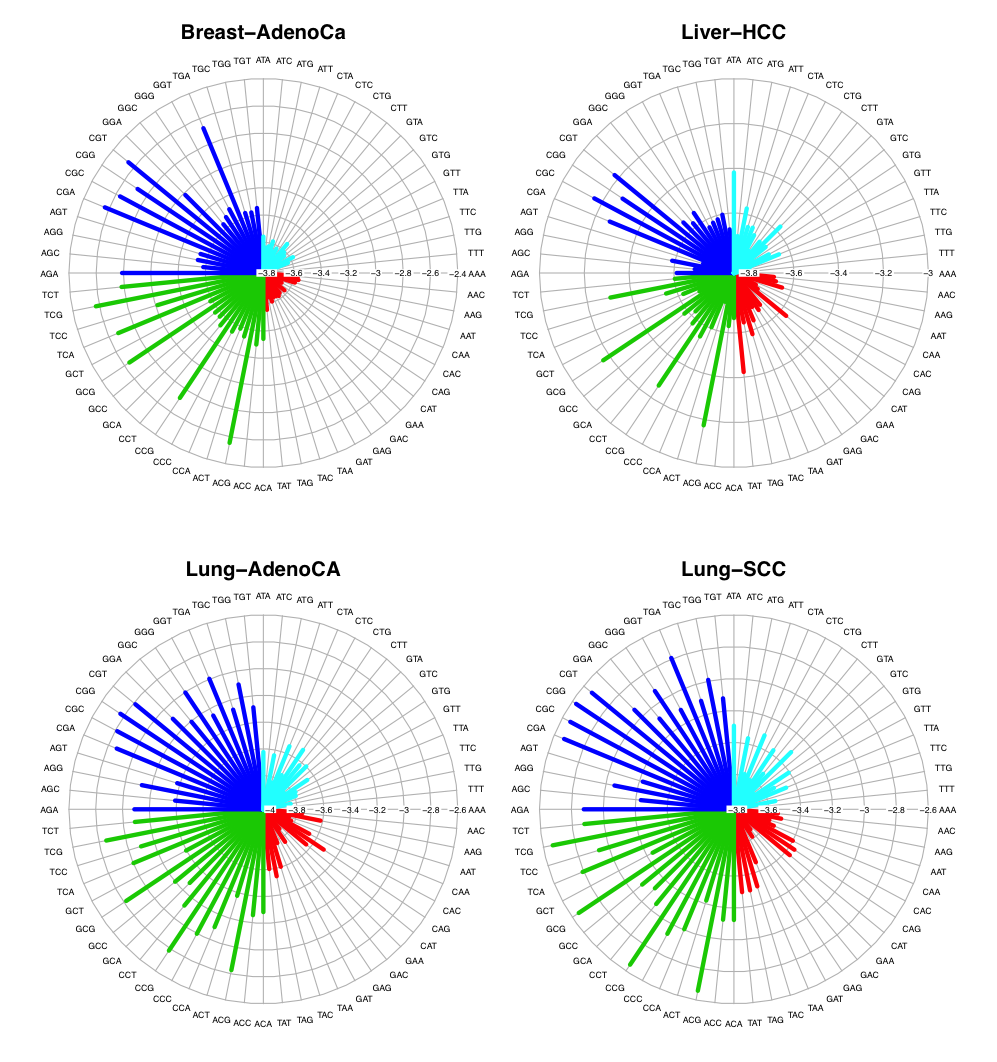 Breast−AdenoCa
TGA TGC TGG TGT ATA ATC ATG ATT CTA
GGT CTC
GGG CTG
GGC CTT
GGA GTA
CGT GTC
CGG GTG
CGC GTT
CGA TTA
AGT TTC
AGG TTG
AGC TTT
AGA −3.8 −3.6 −3.4 −3.2 −3 −2.8 −2.6 −2.4 AAA
TCT AAC
TCG AAG
TCC AAT
TCA CAA
GCT CAC
GCG CAG
GCC CAT
GCA GAA
CCT GAC
CCG GAG
CCC GAT
CCA ACT ACG ACC ACA TAT TAG TAC TAA
Liver−HCC
TGA TGC TGG TGT ATA ATC ATG ATT CTA
GGT CTC
GGG CTG
GGC CTT
GGA GTA
CGT GTC
CGG GTG
CGC GTT
CGA TTA
AGT TTC
AGG TTG
AGC TTT
AGA −3.8 −3.6 −3.4 −3.2 −3 AAA
TCT AAC
TCG AAG
TCC AAT
TCA CAA
GCT CAC
GCG CAG
GCC CAT
GCA GAA
CCT GAC
CCG GAG
CCC GAT
CCA ACT ACG ACC ACA TAT TAG TAC TAA
Lung−AdenoCA
TGA TGC TGG TGT ATA ATC ATG ATT CTA
GGT CTC
GGG CTG
GGC CTT
GGA GTA
CGT GTC
CGG GTG
CGC GTT
CGA TTA
AGT TTC
AGG TTG
AGC TTT
AGA −4 −3.8 −3.6 −3.4 −3.2 −3 −2.8 −2.6 AAA
TCT AAC
TCG AAG
TCC AAT
TCA CAA
GCT CAC
GCG CAG
GCC CAT
GCA GAA
CCT GAC
CCG GAG
CCC GAT
CCA ACT ACG ACC ACA TAT TAG TAC TAA
Lung−SCC
TGA TGC TGG TGT ATA ATC ATG ATT CTA
GGT CTC
GGG CTG
GGC CTT
GGA GTA
CGT GTC
CGG GTG
CGC GTT
CGA TTA
AGT TTC
AGG TTG
AGC TTT
AGA −3.8 −3.6 −3.4 −3.2 −3 −2.8 −2.6 AAA
TCT AAC
TCG AAG
TCC AAT
TCA CAA
GCT CAC
GCG CAG
GCC CAT
GCA GAA
CCT GAC
CCG GAG
CCC GAT
CCA ACT ACG ACC ACA TAT TAG TAC TAA